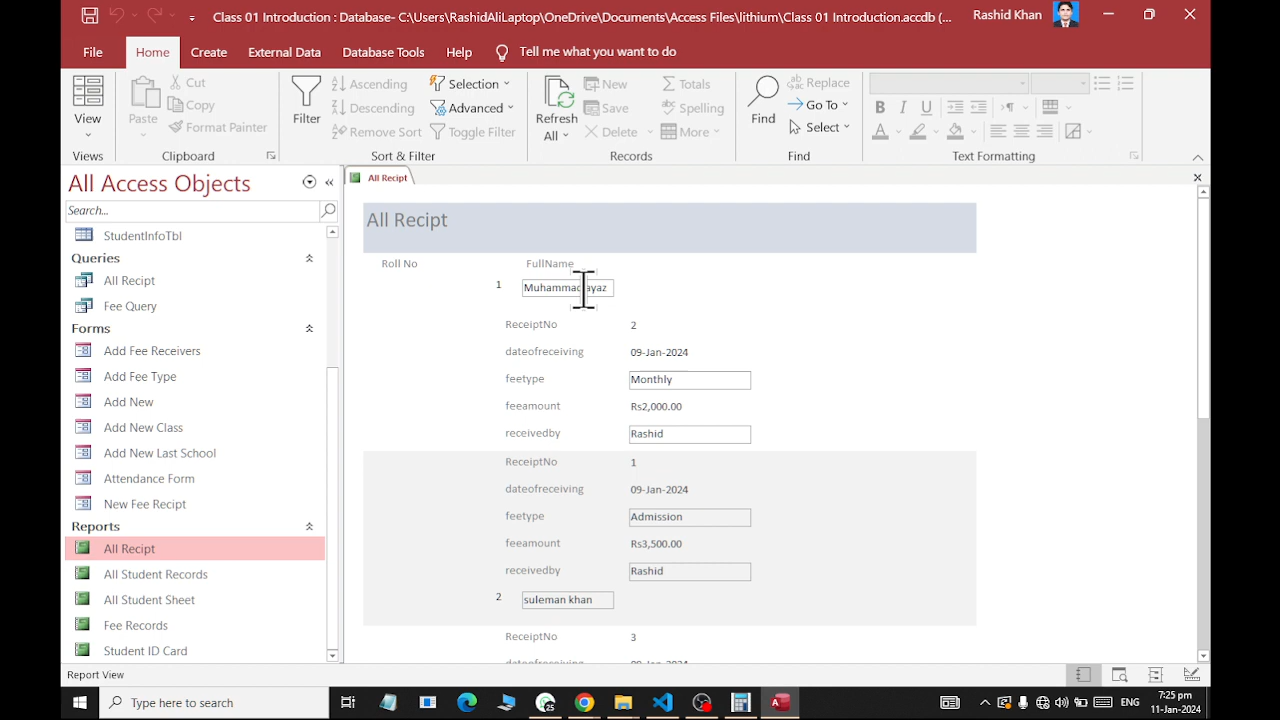 Class 01 Introduction : Database- C:\Users\RashidAliLaptop\OneDrive\Documents\Access Files\lithium\Class 01 Introduction.accdb (... Rashid Khan
File Home Create External Data Database Tools Help Tell me what you want to do
View
Views
Paste
Cut
Copy
Format Painter
Clipboard
Filter
Ascending
Descending
Remove Sort
Selection
Advanced
Toggle Filter
Sort & Filter
Refresh
All
New
Save
Delete
Totals
Spelling
More
Records
Find
Replace
Go To
Select
Find
B I U
A
Text Formatting
All Access Objects
Search...
StudentInfoTbl
Queries
All Recipt
Fee Query
Forms
Add Fee Receivers
Add Fee Type
Add New
Add New Class
Add New Last School
Attendance Form
New Fee Recipt
Reports
All Recipt
All Student Records
All Student Sheet
Fee Records
Student ID Card
All Recipt
All Recipt
Roll No FullName
1 Muhammad ayaz
ReceiptNo 2
dateofreceiving 09-Jan-2024
feetype Monthly
feeamount Rs2,000.00
receivedby Rashid
ReceiptNo 1
dateofreceiving 09-Jan-2024
feetype Admission
feeamount Rs3,500.00
receivedby Rashid
2 suleman khan
ReceiptNo 3
dateofreceiving 09-Jan-2024
Report View
Type here to search
ENG
7:25 pm
11-Jan-2024